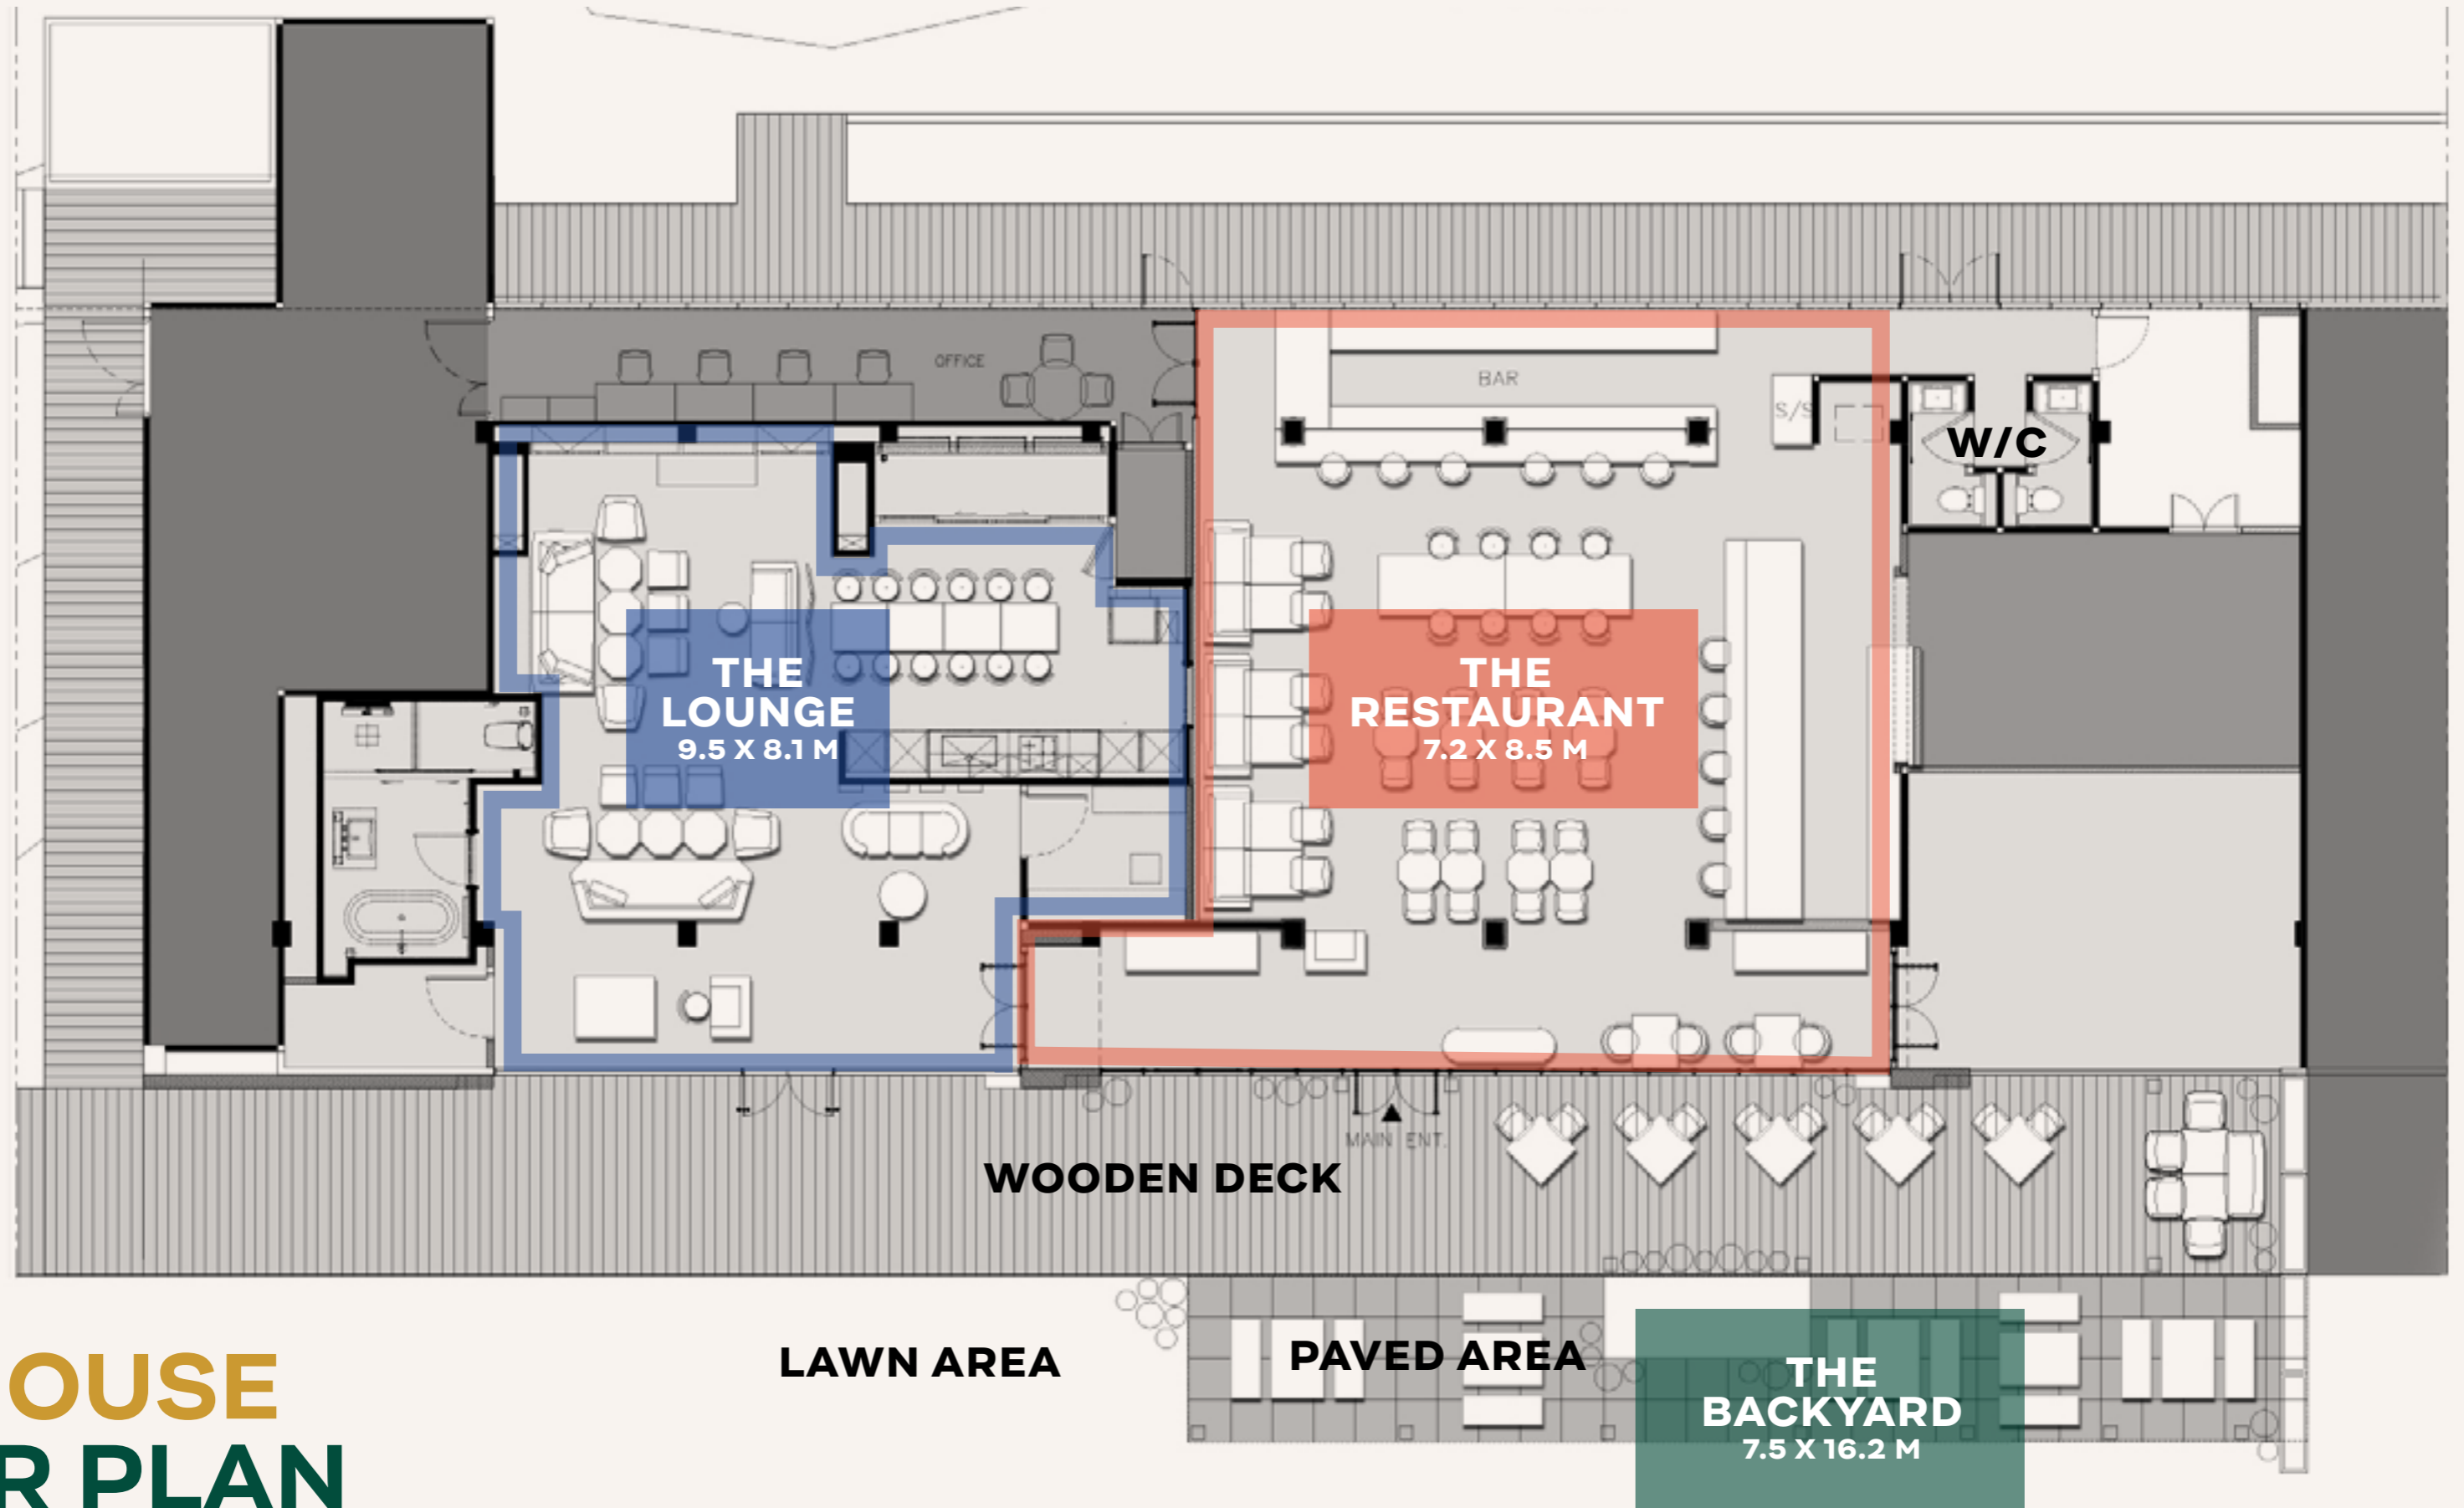 OFFICE
BAR
S/S
W/C
THE
LOUNGE
9.5 X 8.1 M
THE
RESTAURANT
7.2 X 8.5 M
MAIN ENT.
WOODEN DECK
LAWN AREA
PAVED AREA
THE
BACKYARD
7.5 X 16.2 M
OUSE
R PLAN